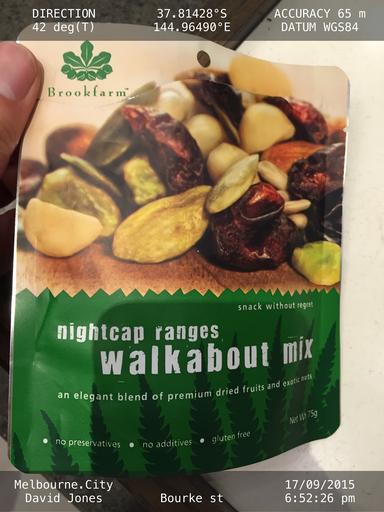 DIRECTION 37.81428°S ACCURACY 65 m
42 deg(T) 144.96490°E DATUM WGS84
Brookfarm™
snack without regret
nightcap ranges
walkabout mix
an elegant blend of premium dried fruits and exotic nuts
Net Wt 75g
• no preservatives • no additives • gluten free
Melbourne.City 17/09/2015
David Jones Bourke st 6:52:26 pm